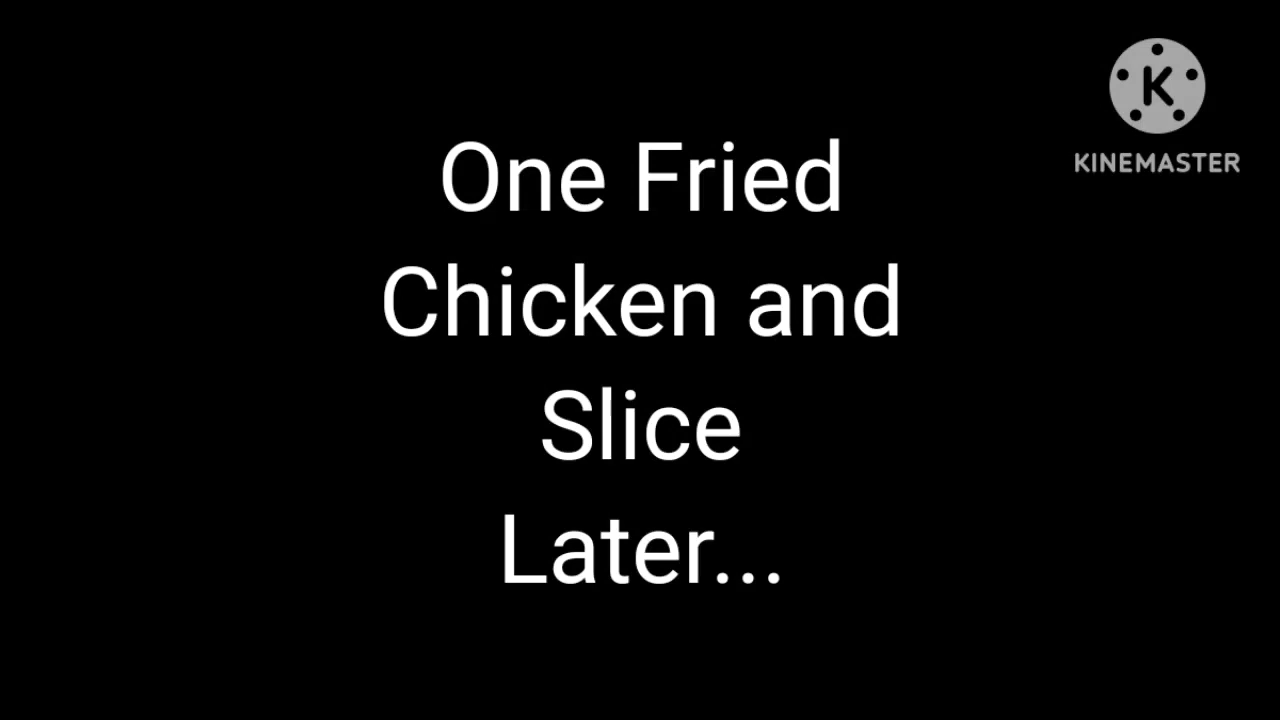 One Fried
Chicken and
Slice
Later...
K
KINEMASTER